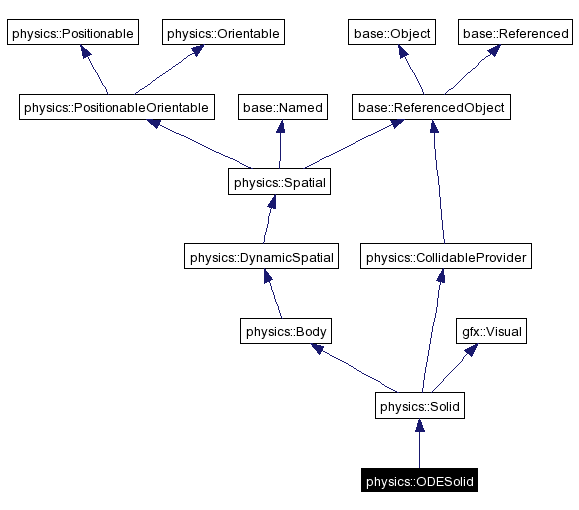 physics::Positionable
physics::Orientable
base::Object
base::Referenced
physics::PositionableOrientable
base::Named
base::ReferencedObject
physics::Spatial
physics::DynamicSpatial
physics::CollidableProvider
physics::Body
gfx::Visual
physics::Solid
physics::ODESolid